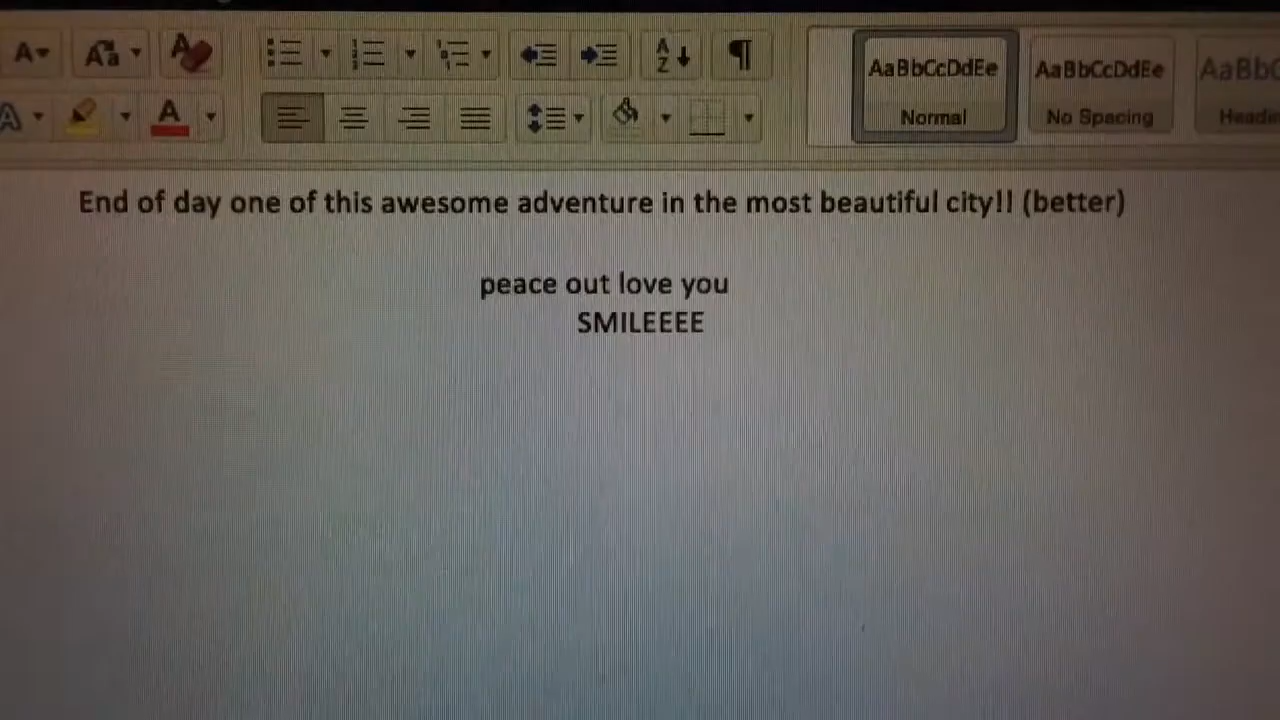 AaBbCcDdEe AaBbCcDdEe
Normal No Spacing
End of day one of this awesome adventure in the most beautiful city!! (better)
peace out love you
SMILEEEE